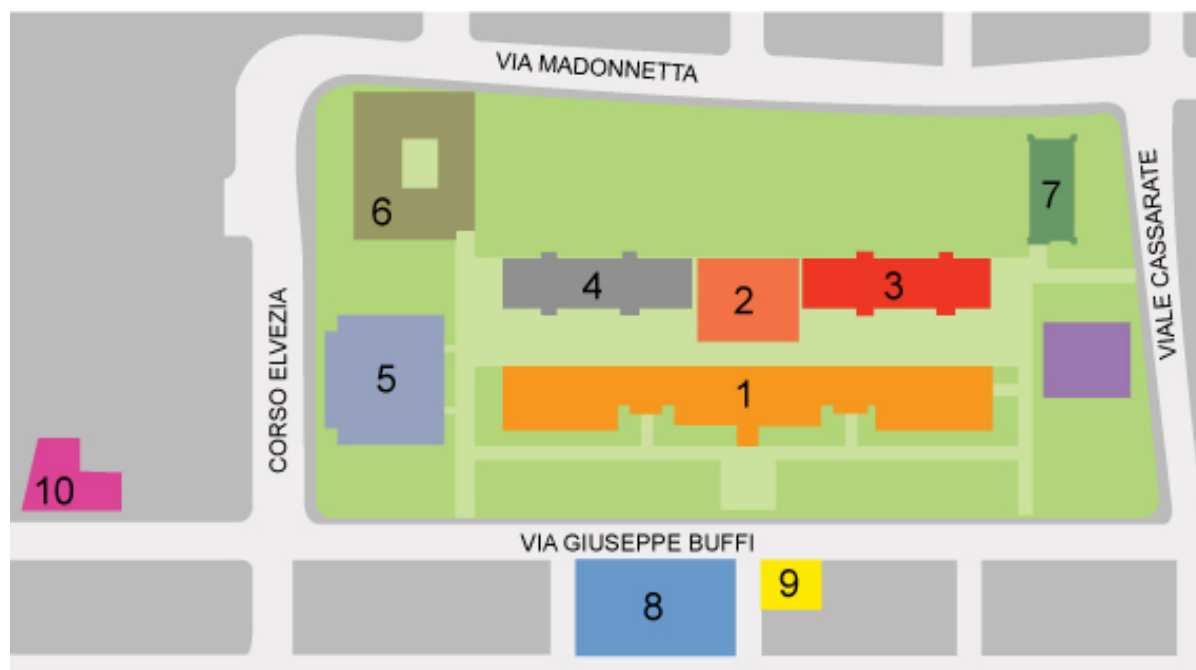 VIA MADONNETTA
6
7
VIALE CASSARATE
4
2
3
CORSO ELVEZIA
5
1
10
VIA GIUSEPPE BUFFI
8
9